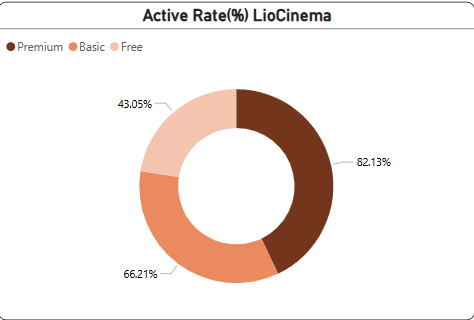 Active Rate(%) LioCinema
Premium Basic Free
43.05%
82.13%
66.21%